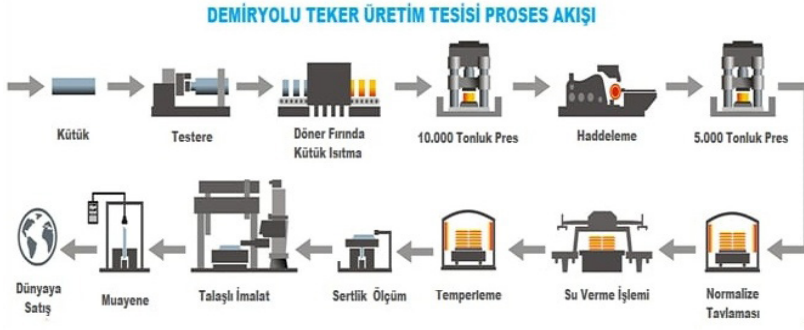 DEMİRYOLU TEKER ÜRETİM TESİSİ PROSES AKIŞI
Kütük
Testere
Döner Fırında
Kütük Isıtma
10.000 Tonluk Pres
Haddeleme
5.000 Tonluk Pres
Dünyaya
Satış
Muayene
Talaşlı İmalat
Sertlik Ölçüm
Temperleme
Su Verme İşlemi
Normalize
Tavlaması